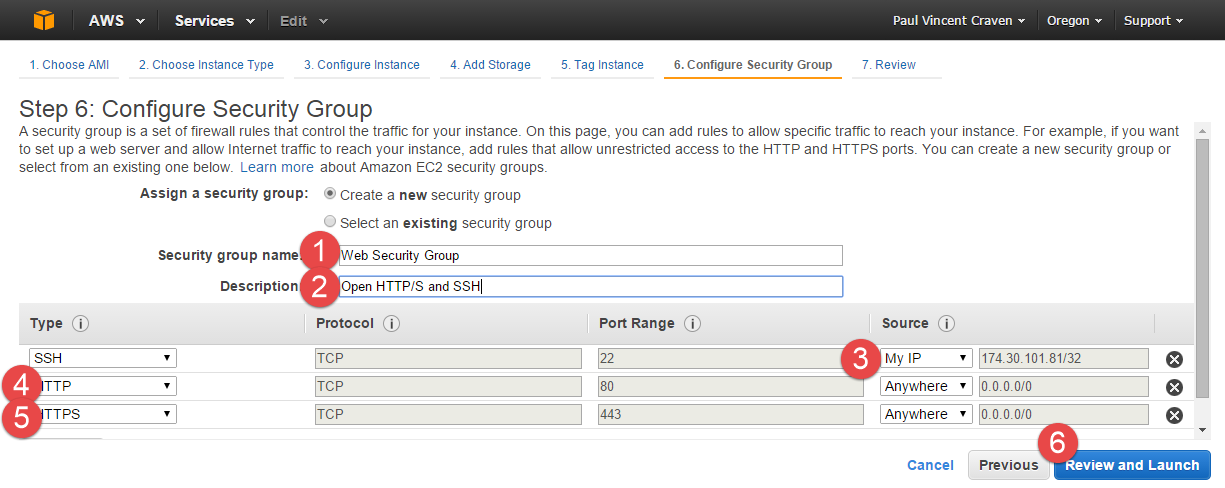 AWS Services Edit Paul Vincent Craven Oregon Support
1. Choose AMI 2. Choose Instance Type 3. Configure Instance 4. Add Storage 5. Tag Instance 6. Configure Security Group 7. Review
Step 6: Configure Security Group
A security group is a set of firewall rules that control the traffic for your instance. On this page, you can add rules to allow specific traffic to reach your instance. For example, if you want
to set up a web server and allow Internet traffic to reach your instance, add rules that allow unrestricted access to the HTTP and HTTPS ports. You can create a new security group or
select from an existing one below. Learn more about Amazon EC2 security groups.
Assign a security group: Create a new security group
Select an existing security group
Security group name 1 Web Security Group
Description 2 Open HTTP/S and SSH
Type i Protocol i Port Range i Source i
SSH TCP 22 3 My IP 174.30.101.81/32
4 HTTP TCP 80 Anywhere 0.0.0.0/0
5 HTTPS TCP 443 Anywhere 0.0.0.0/0
6
Cancel Previous Review and Launch